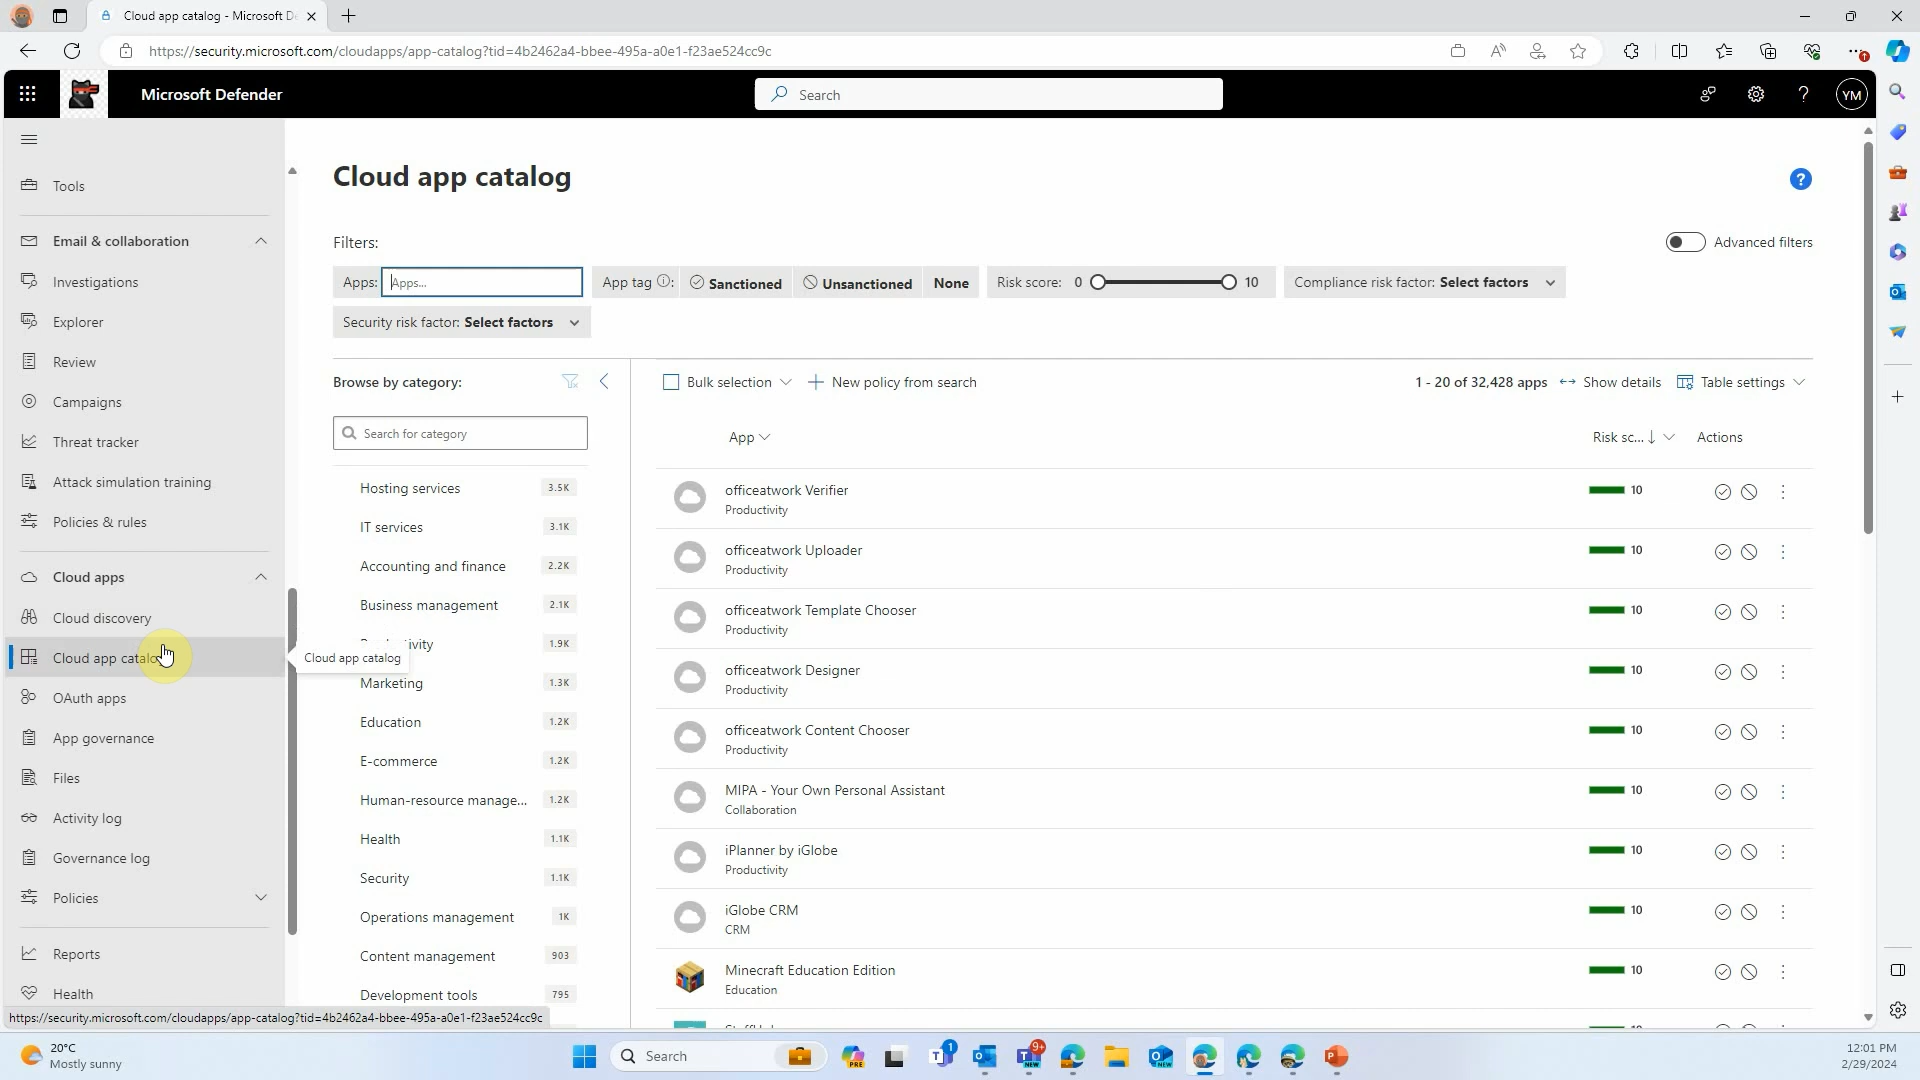 Cloud app catalog - Microsoft De
https://security.microsoft.com/cloudapps/app-catalog?tid=4b2462a4-bbee-495a-a0e1-f23ae524cc9c
Microsoft Defender
Search
YM
Tools
Email & collaboration
Investigations
Explorer
Review
Campaigns
Threat tracker
Attack simulation training
Policies & rules
Cloud apps
Cloud discovery
Cloud app catalog
OAuth apps
App governance
Files
Activity log
Governance log
Policies
Reports
Health
https://security.microsoft.com/cloudapps/app-catalog?tid=4b2462a4-bbee-495a-a0e1-f23ae524cc9c
Cloud app catalog
Cloud app catalog
Filters:
Advanced filters
Apps: Apps... App tag : Sanctioned Unsanctioned None Risk score: 0 10 Compliance risk factor: Select factors
Security risk factor: Select factors
Browse by category:
Search for category
Hosting services 3.5K
IT services 3.1K
Accounting and finance 2.2K
Business management 2.1K
Productivity 1.9K
Marketing 1.3K
Education 1.2K
E-commerce 1.2K
Human-resource manage... 1.2K
Health 1.1K
Security 1.1K
Operations management 1K
Content management 903
Development tools 795
Bulk selection New policy from search 1 - 20 of 32,428 apps Show details Table settings
App Risk sc... Actions
officeatwork Verifier 10
Productivity
officeatwork Uploader 10
Productivity
officeatwork Template Chooser 10
Productivity
officeatwork Designer 10
Productivity
officeatwork Content Chooser 10
Productivity
MIPA - Your Own Personal Assistant 10
Collaboration
iPlanner by iGlobe 10
Productivity
iGlobe CRM 10
CRM
Minecraft Education Edition 10
Education
20°C
Mostly sunny
Search
PRE
1
9+
NEW
NEW
12:01 PM
2/29/2024